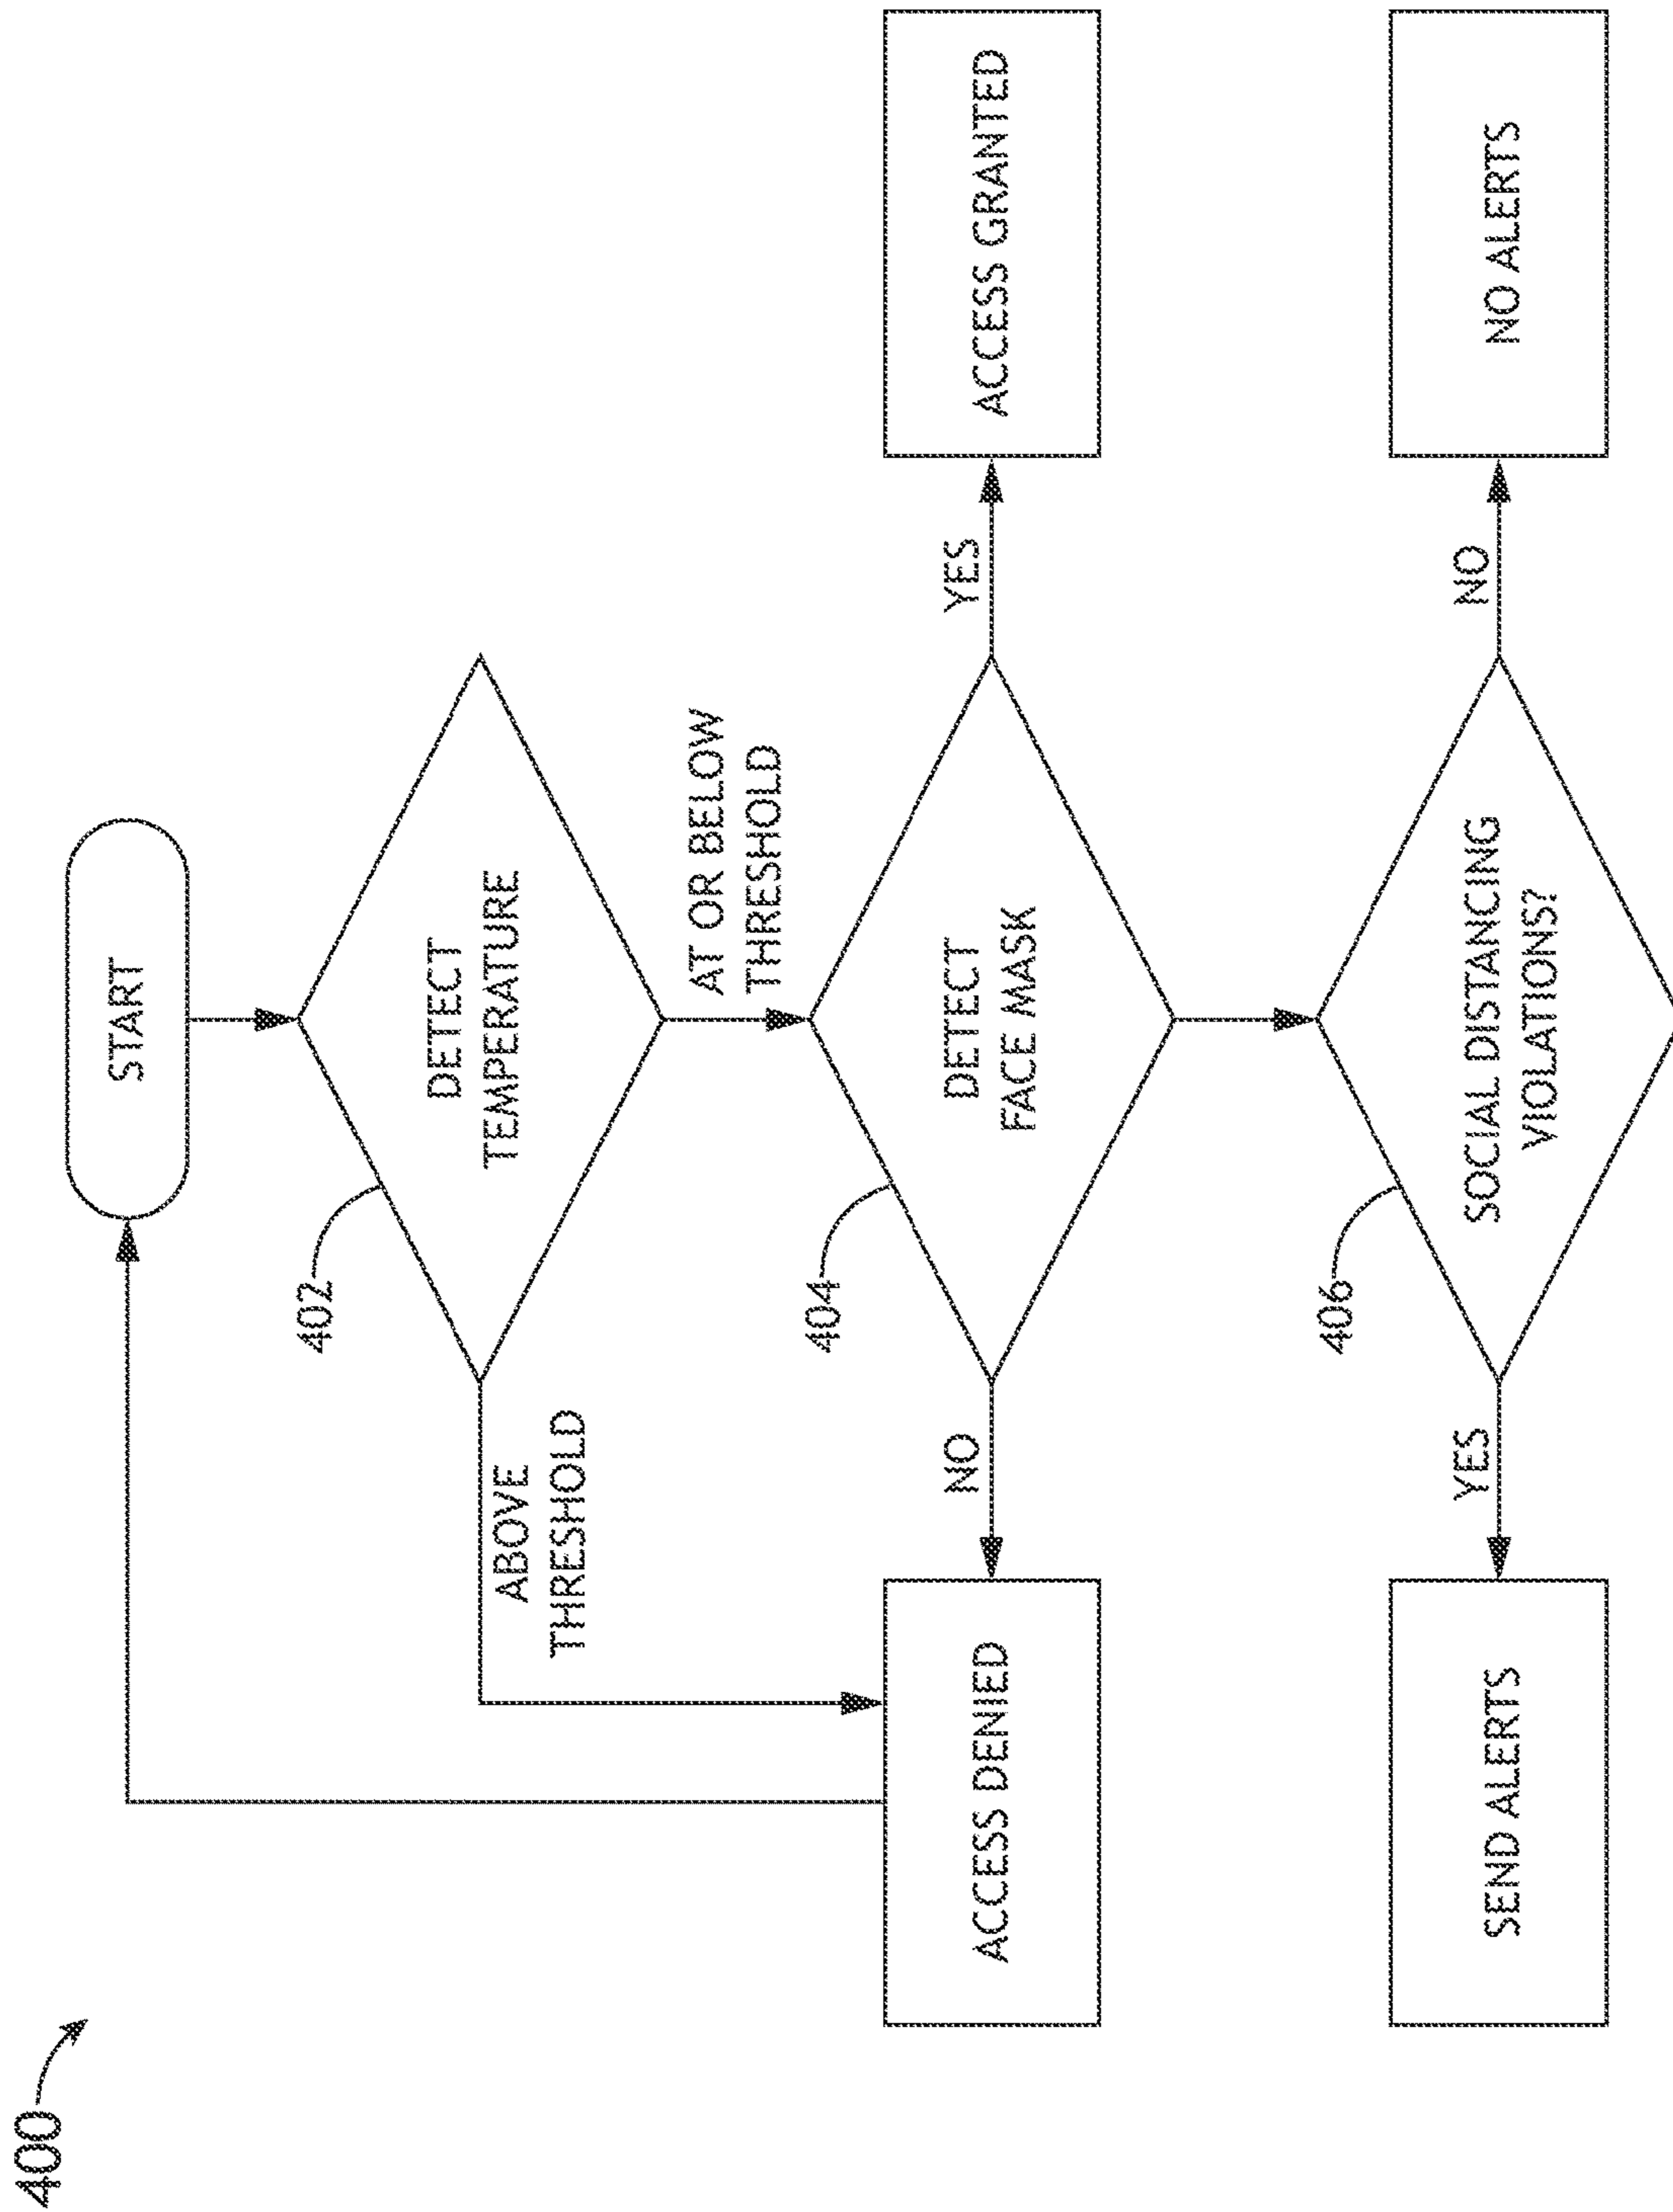 400
START
402
DETECT
TEMPERATURE
ABOVE
THRESHOLD
AT OR BELOW
THRESHOLD
404
DETECT
FACE MASK
NO
YES
ACCESS DENIED
ACCESS GRANTED
406
SOCIAL DISTANCING
VIOLATIONS?
YES
NO
SEND ALERTS
NO ALERTS